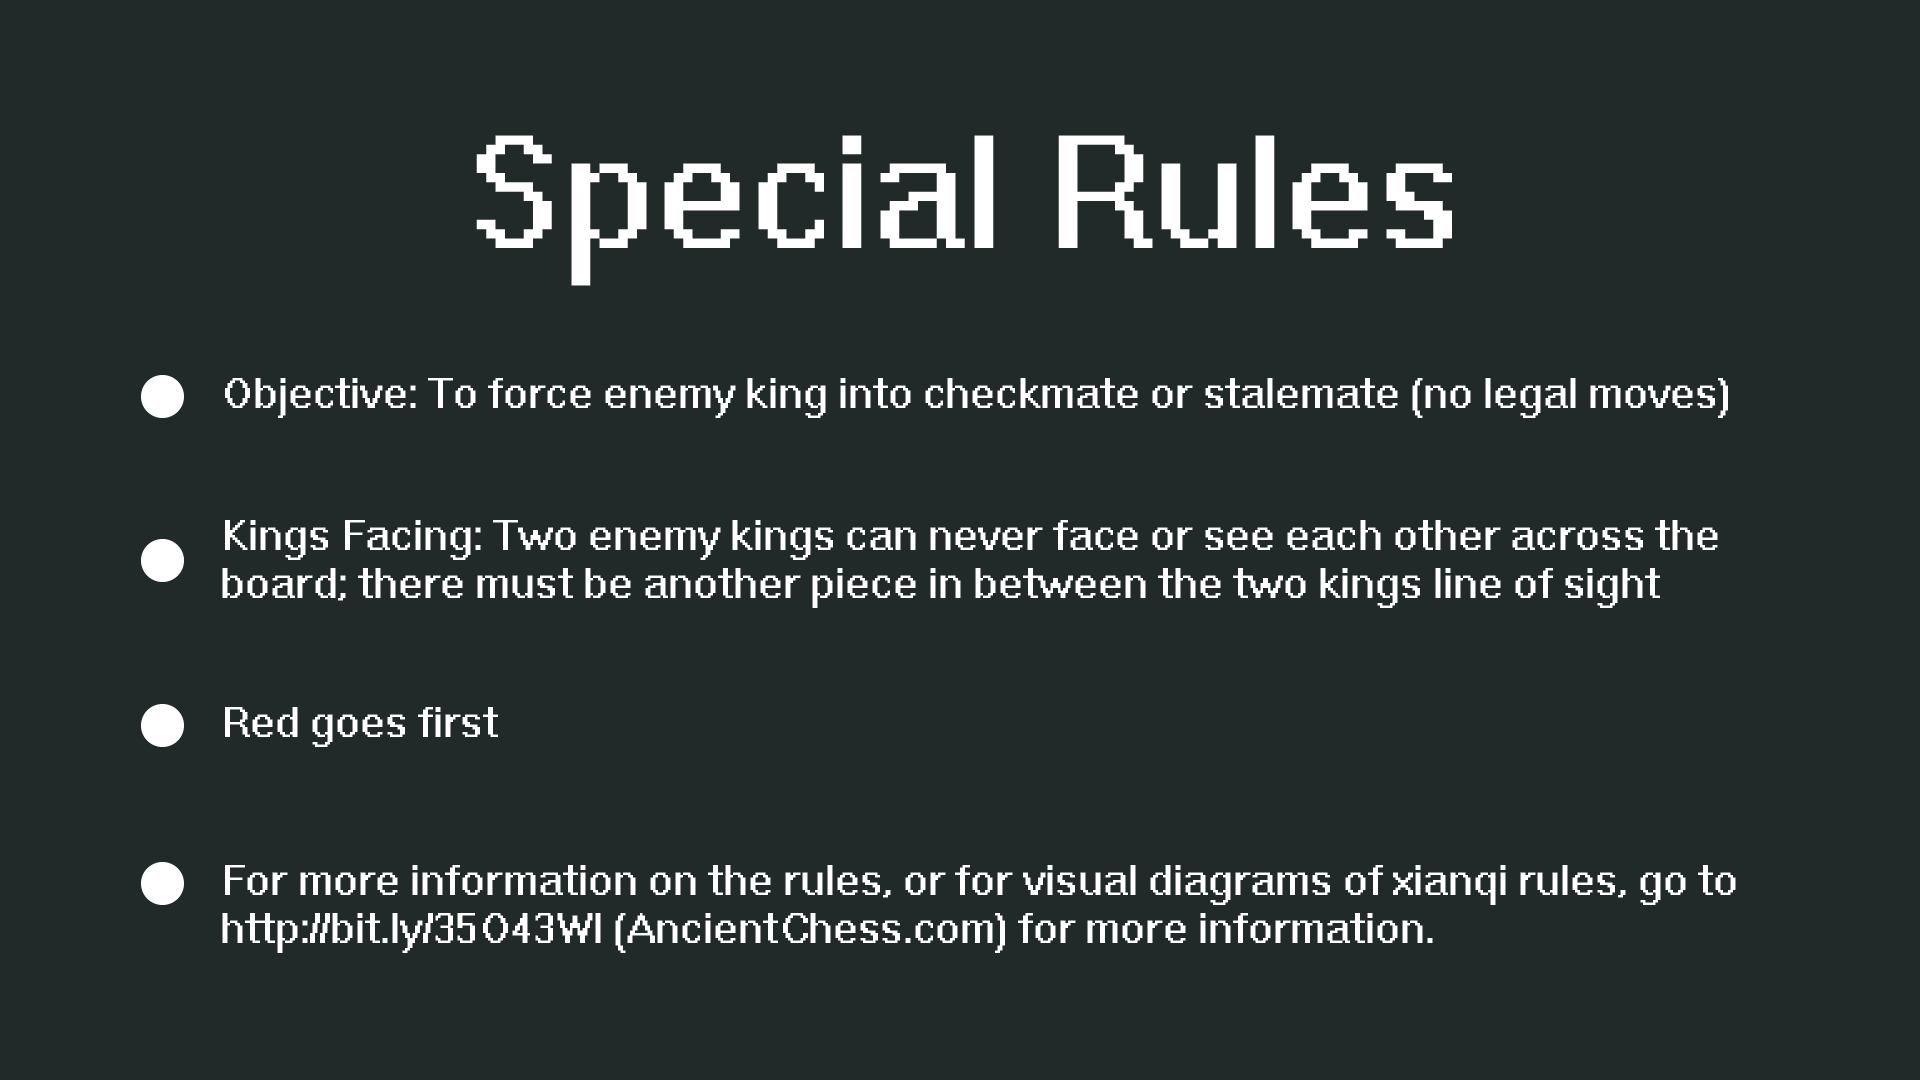 Special Rules
Objective: To force enemy king into checkmate or stalemate (no legal moves)
Kings Facing: Two enemy kings can never face or see each other across the
board; there must be another piece in between the two kings line of sight
Red goes first
For more information on the rules, or for visual diagrams of xianqi rules, go to
http://bit.ly/35O43WI (AncientChess.com) for more information.